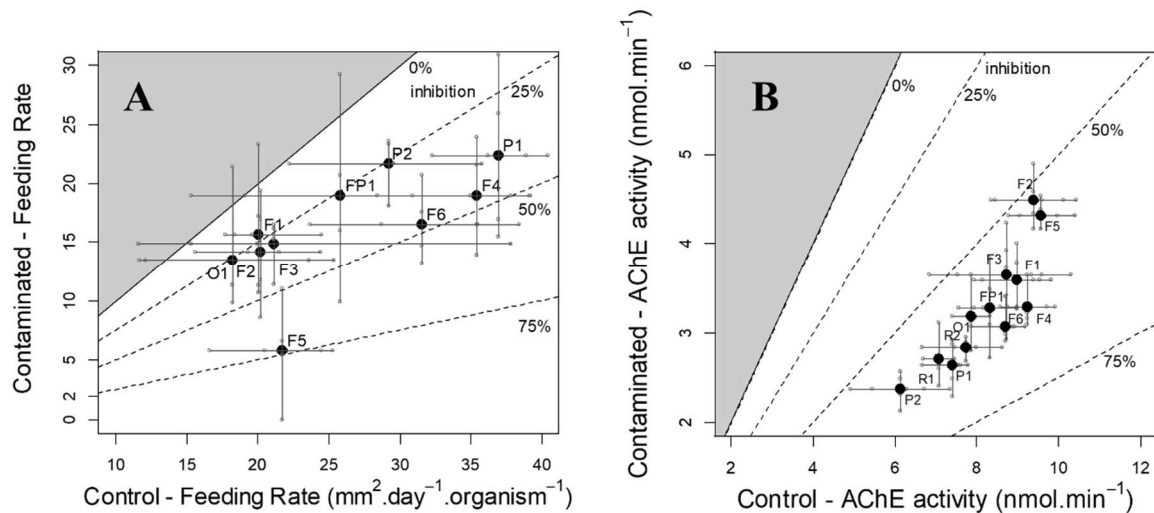 A
Contaminated - Feeding Rate
30
25
20
15
10
5
2
0
0%
inhibition
25%
50%
75%
P1
P2
FP1
F4
F6
F1
O1
F2
F3
F5
10
15
20
25
30
35
40
Control - Feeding Rate (mm².day⁻¹.organism⁻¹)
B
Contaminated - AChE activity (nmol.min⁻¹)
6
5
4
3
2
0%
inhibition
25%
50%
75%
F2
F5
F3
F1
FP1
F4
O1
F6
R2
R1
P1
P2
2
4
6
8
10
12
Control - AChE activity (nmol.min⁻¹)